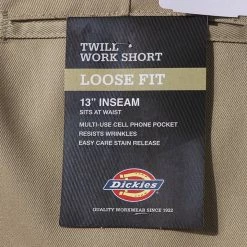 TWILL
WORK SHORT
LOOSE FIT
13" INSEAM
SITS AT WAIST
MULTI-USE CELL PHONE POCKET
RESISTS WRINKLES
EASY CARE STAIN RELEASE
Dickies
QUALITY WORKWEAR SINCE 1922